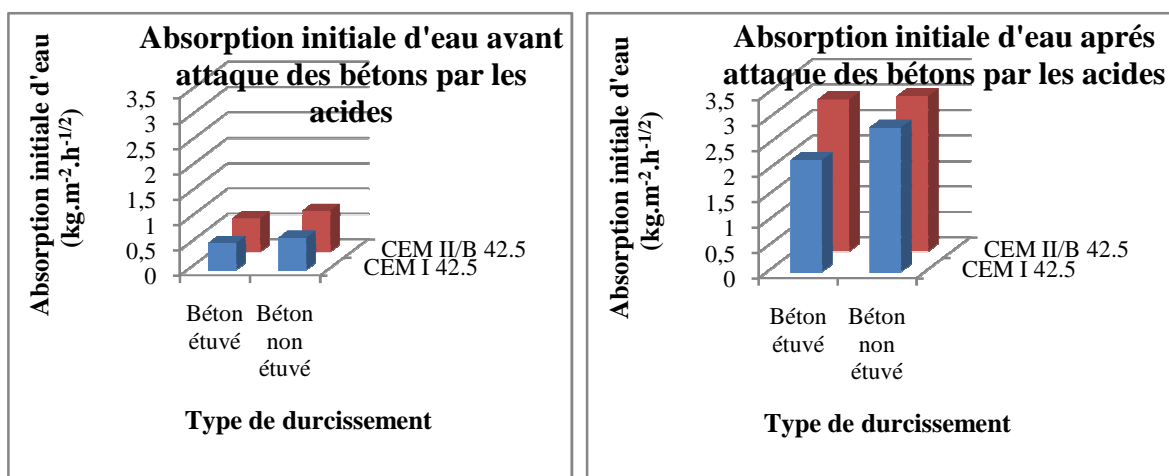 Absorption initiale d'eau avant
attaque des bétons par les
acides
Absorption initiale d'eau
(kg.m-2.h-1/2)
3,5
3
2,5
2
1,5
1
0,5
0
CEM II/B 42.5
CEM I 42.5
Béton
étuvé
Béton
non
étuvé
Type de durcissement
Absorption initiale d'eau aprés
attaque des bétons par les acides
Absorption initiale d'eau
(kg.m-2.h-1/2)
3,5
3
2,5
2
1,5
1
0,5
0
CEM II/B 42.5
CEM I 42.5
Béton
étuvé
Béton
non
étuvé
Type de durcissement